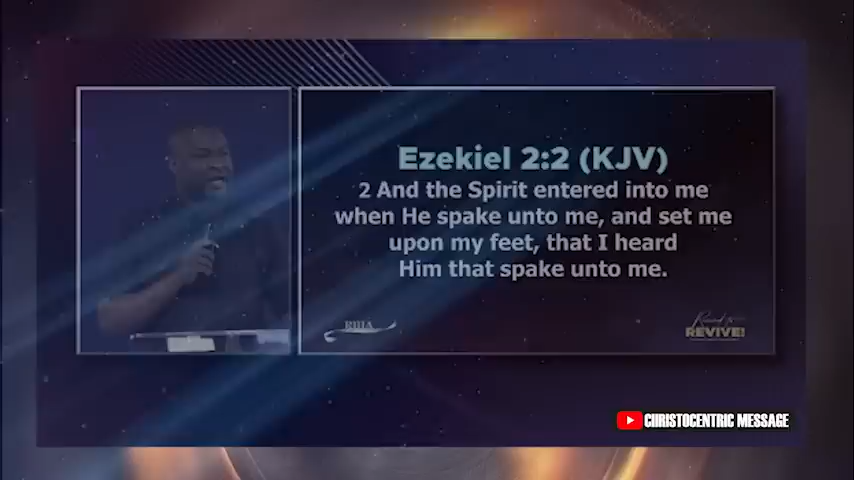 Ezekiel 2:2 (KJV)
2 And the Spirit entered into me
when He spake unto me, and set me
upon my feet, that I heard
Him that spake unto me.
REVIVE!
CHRISTOCENTRIC MESSAGE